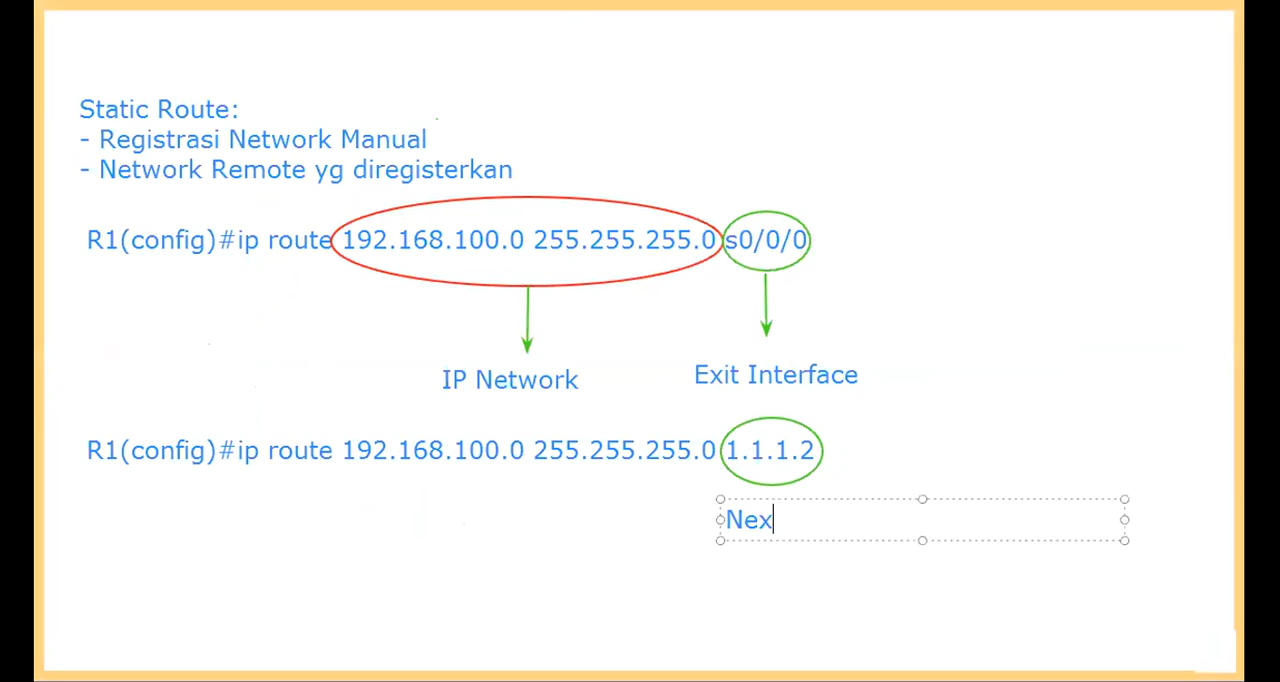 Static Route:
- Registrasi Network Manual
- Network Remote yg diregisterkan
R1(config)#ip route 192.168.100.0 255.255.255.0 s0/0/0
IP Network
Exit Interface
R1(config)#ip route 192.168.100.0 255.255.255.0 1.1.1.2
Nex